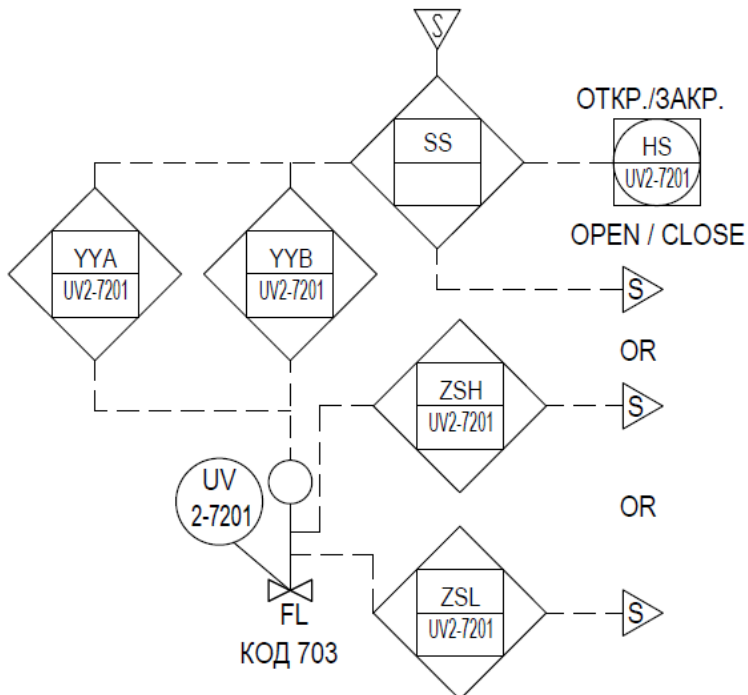 S
ОТКР./ЗАКР.
SS
HS
UV2-7201
OPEN / CLOSE
YYA
UV2-7201
YYB
UV2-7201
S
OR
ZSH
UV2-7201
S
UV
2-7201
OR
ZSL
UV2-7201
S
FL
КОД 703